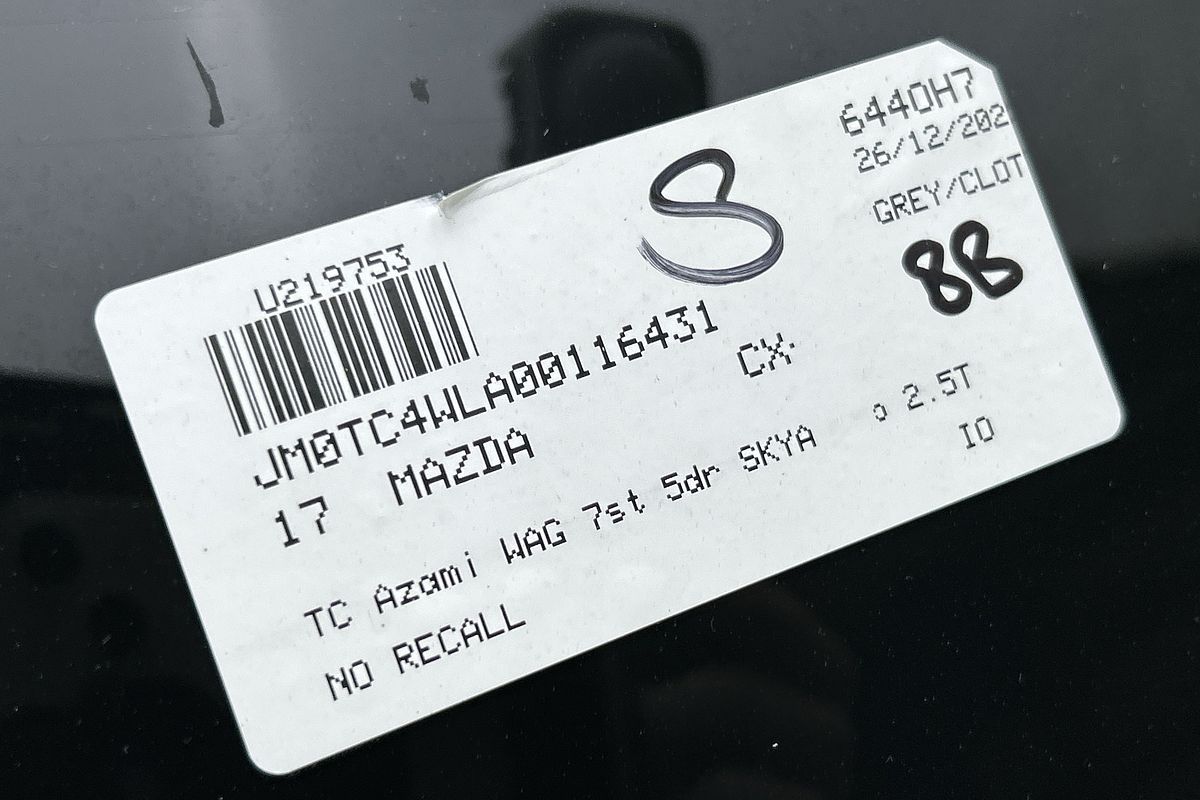 6440H7
26/12/202
GREY/CLOT
S
8B
U219753
JM0TC4WLA00116431
17 MAZDA CX-
TC Azami WAG 7st 5dr SKYA o 2.5T
NO RECALL IO